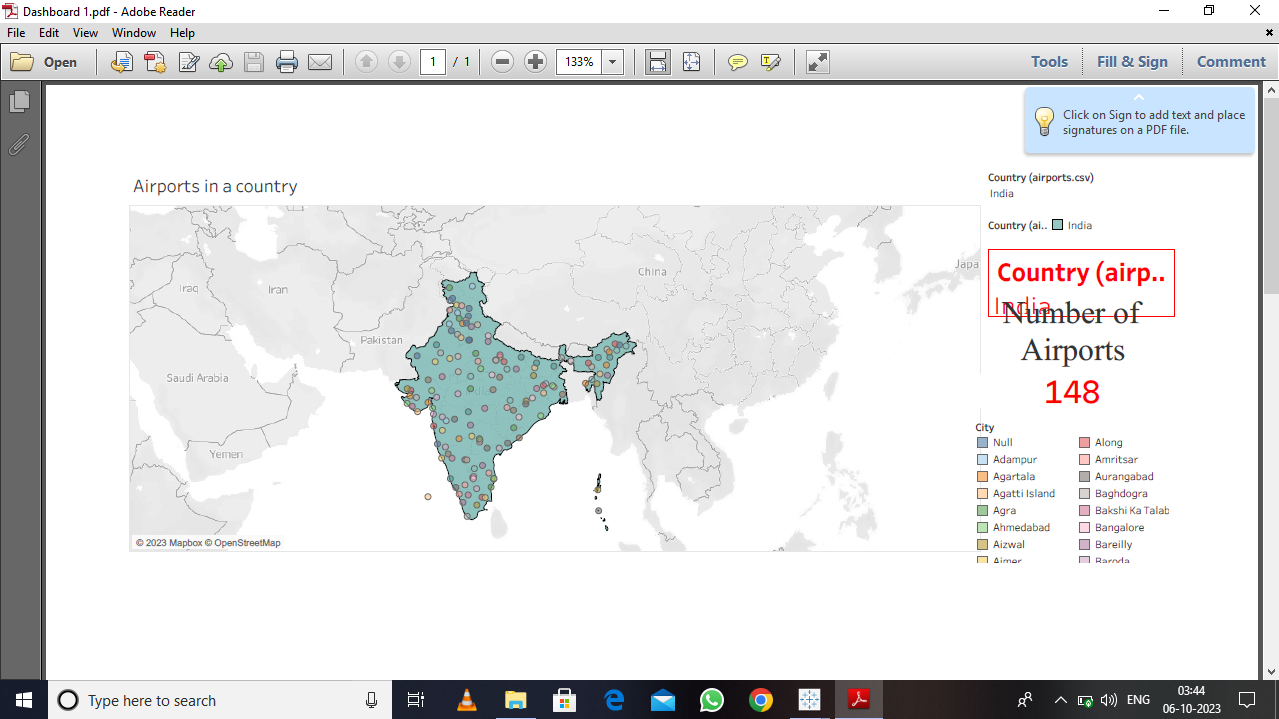 Dashboard 1.pdf - Adobe Reader
File Edit View Window Help
Open 1 / 1 133% Tools Fill & Sign Comment
Click on Sign to add text and place
signatures on a PDF file.
Airports in a country
Country (airports.csv)
India
Country (ai.. India
Country (airp..
India
Number of
Airports
148
China
Japa
Iraq
Iran
Pakistan
Saudi Arabia
India
Yemen
© 2023 Mapbox © OpenStreetMap
City
Null Along
Adampur Amritsar
Agartala Aurangabad
Agatti Island Baghdogra
Agra Bakshi Ka Talab
Ahmedabad Bangalore
Aizwal Bareilly
Ajmer Baroda
Type here to search
ENG
03:44
06-10-2023